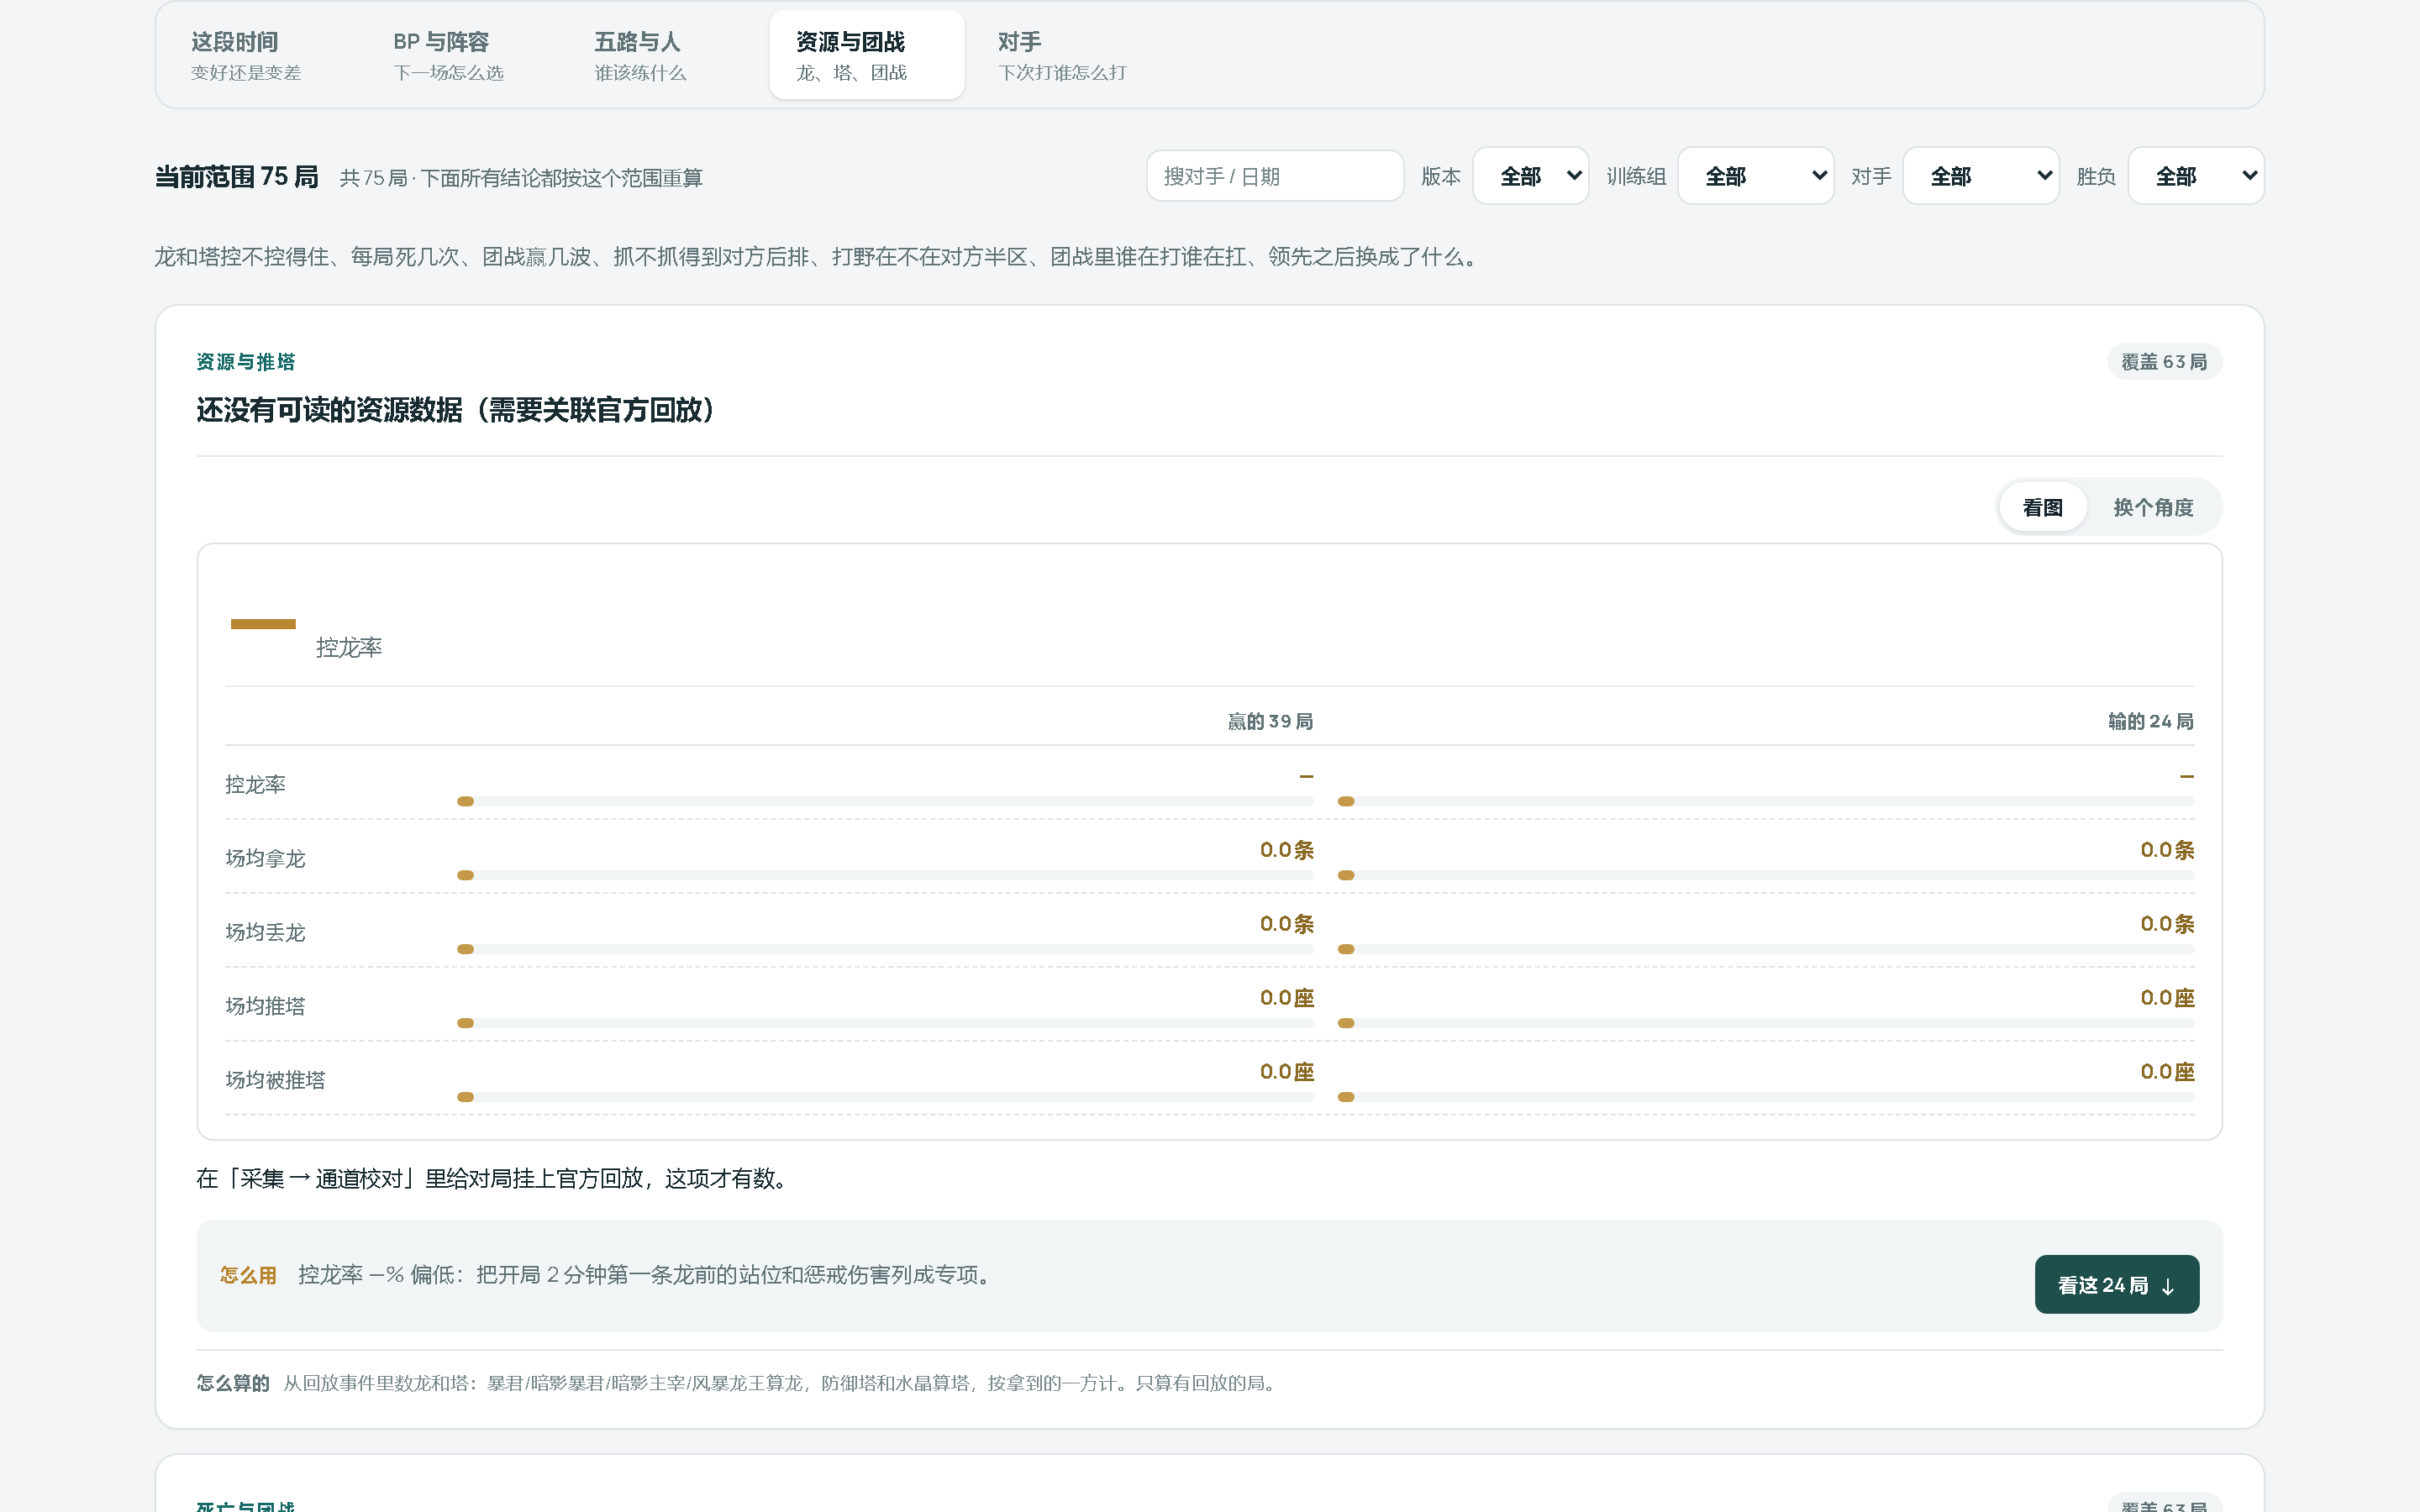 这段时间 BP 与阵容 五路与人 资源与团战 对手
变好还是变差 下一场怎么选 谁该练什么 龙、塔、团战 下次打谁怎么打
当前范围 75 局 共 75 局 · 下面所有结论都按这个范围重算 搜对手 / 日期 版本 全部 训练组 全部 对手 全部 胜负 全部
龙和塔控不控得住、每局死几次、团战赢几波、抓不抓得到对方后排、打野在不在对方半区、团战里谁在打谁在扛、领先之后换成了什么。
资源与推塔 覆盖 63 局
还没有可读的资源数据（需要关联官方回放）
看图 换个角度
— 控龙率
赢的 39 局 输的 24 局
控龙率 — —
场均拿龙 0.0条 0.0条
场均丢龙 0.0条 0.0条
场均推塔 0.0座 0.0座
场均被推塔 0.0座 0.0座
在「采集 → 通道校对」里给对局挂上官方回放，这项才有数。
怎么用 控龙率 —% 偏低：把开局 2 分钟第一条龙前的站位和惩戒伤害列成专项。 看这 24 局 ↓
怎么算的 从回放事件里数龙和塔：暴君/暗影暴君/暗影主宰/风暴龙王算龙，防御塔和水晶算塔，按拿到的一方计。只算有回放的局。
死亡与团战 覆盖 63 局